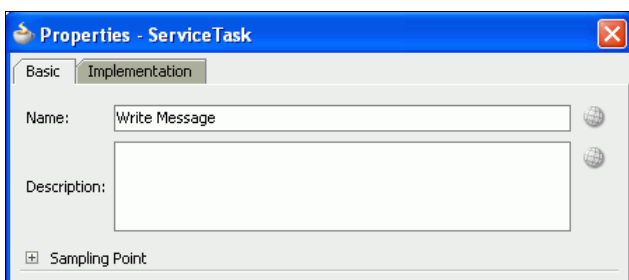 Properties - ServiceTask
Basic Implementation
Name: Write Message
Description:
Sampling Point